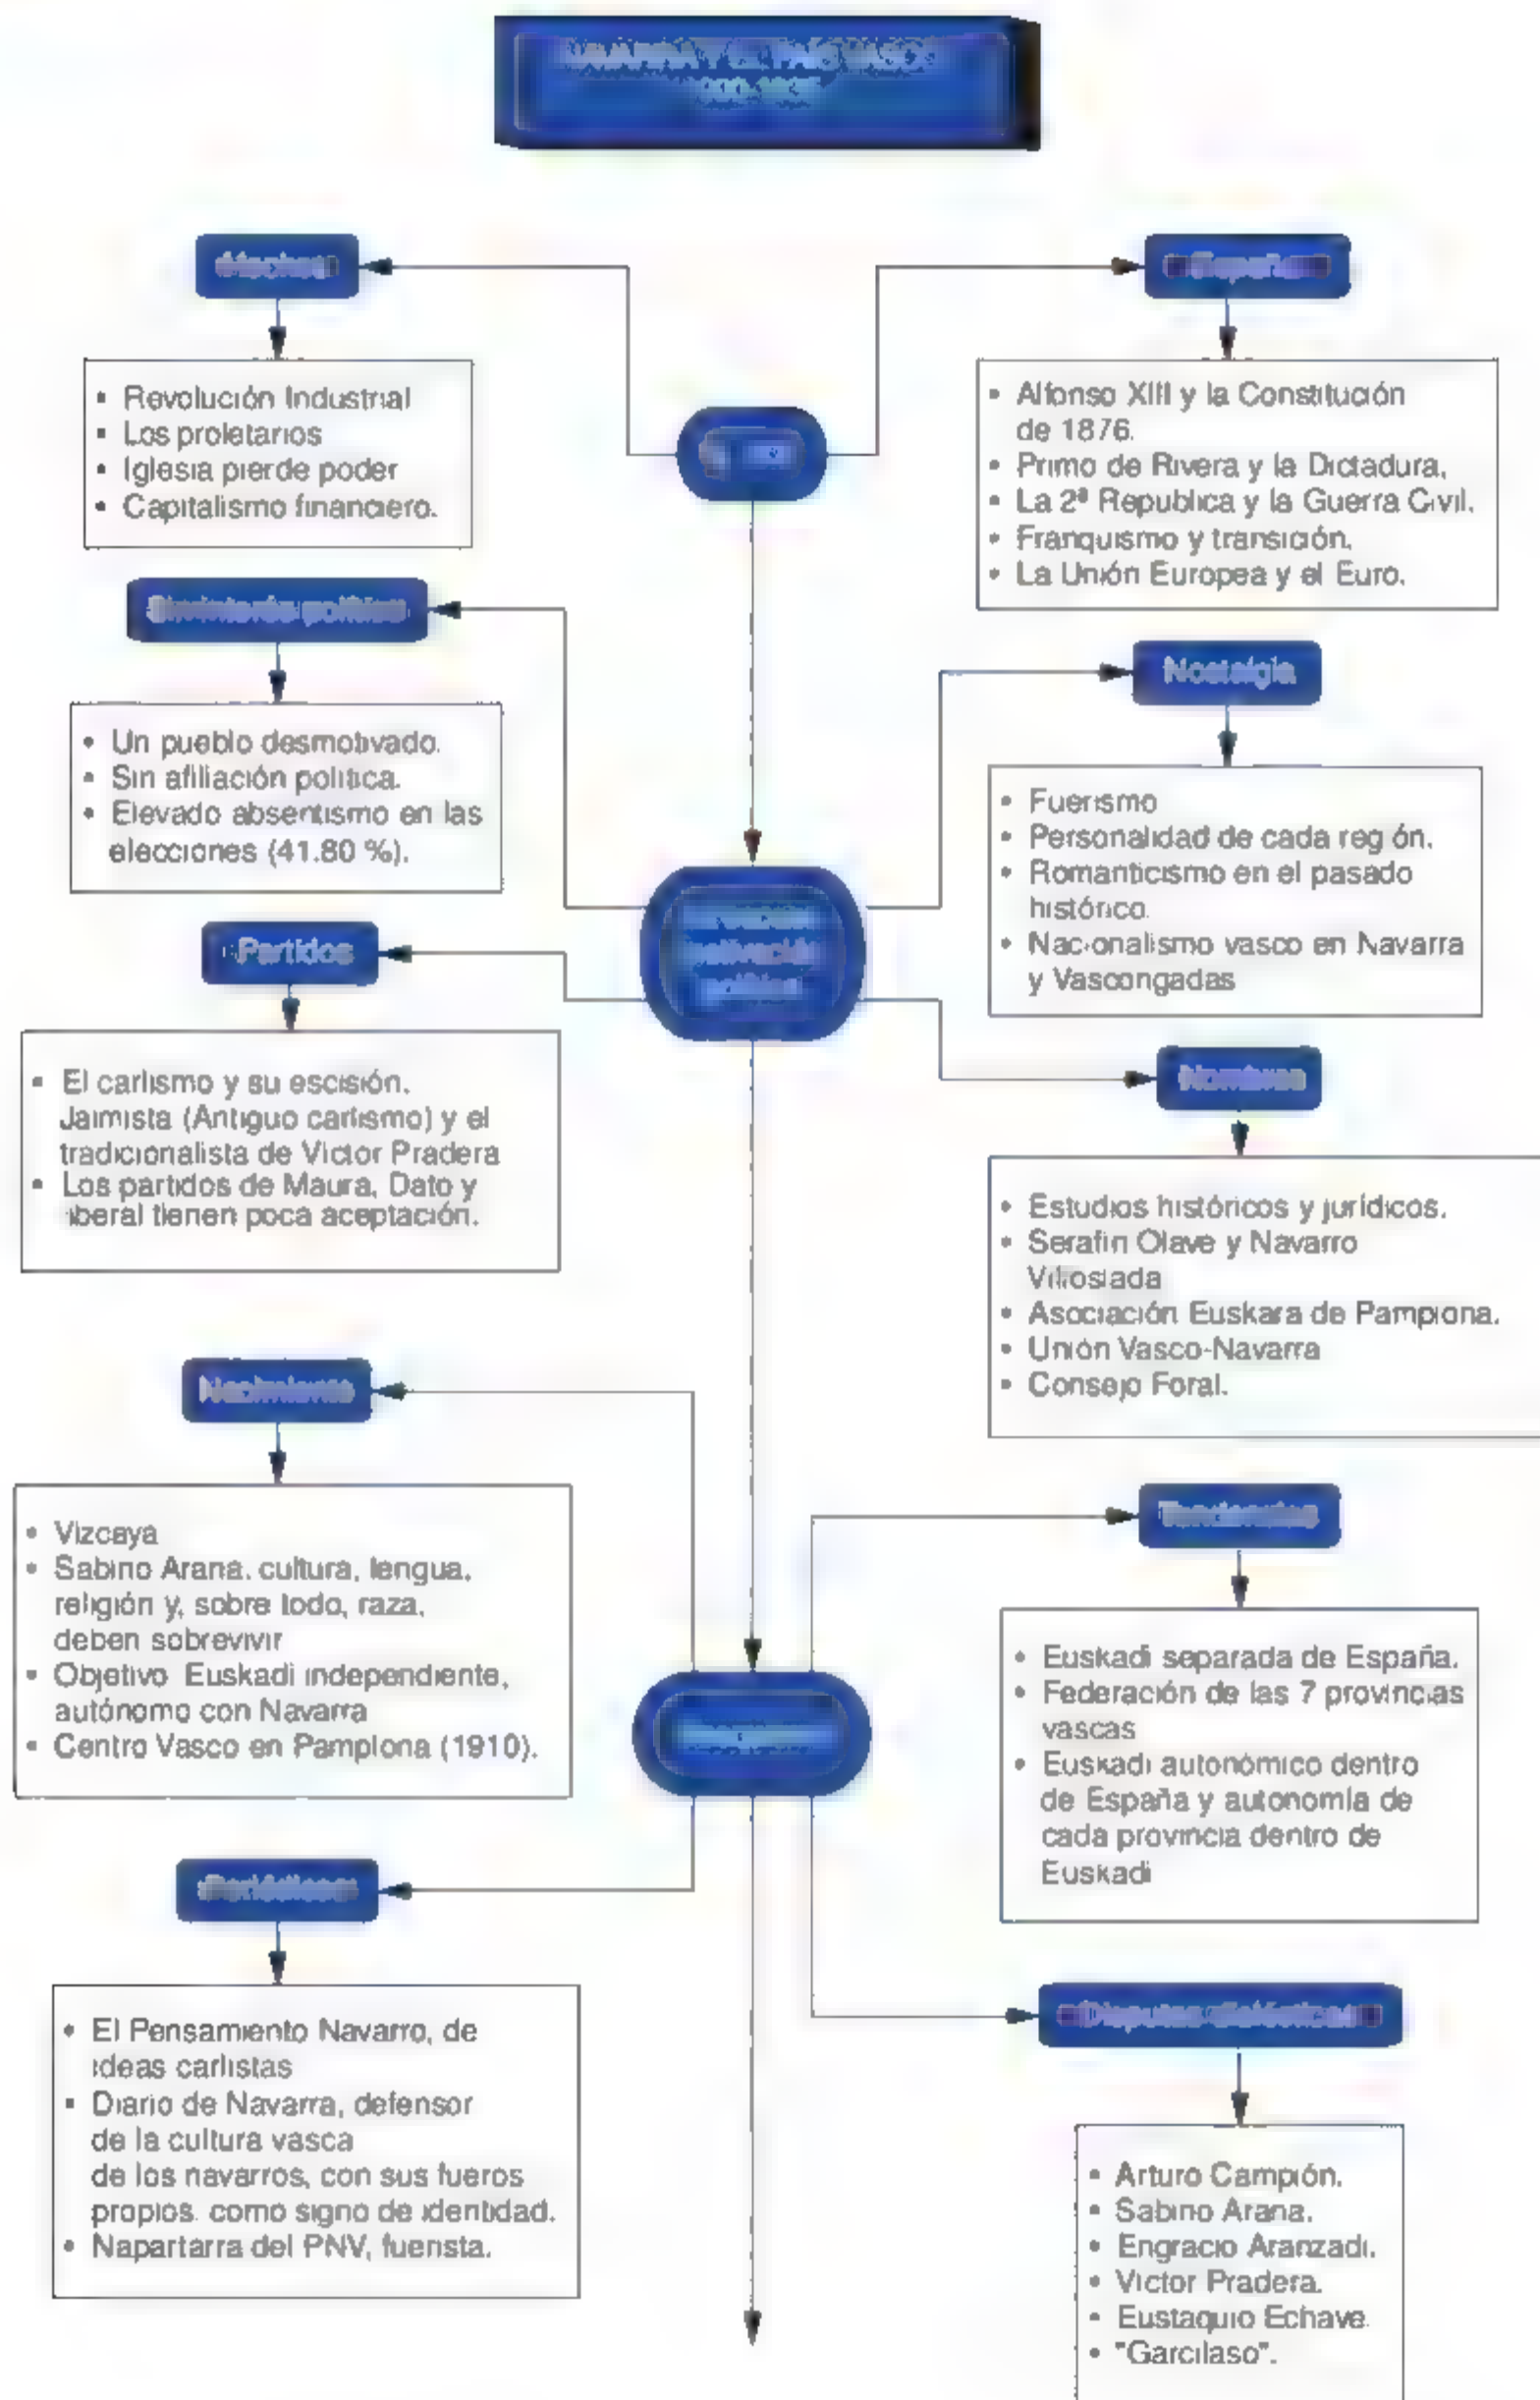 Revolución Industrial
Los proletarios
Iglesia pierde poder
Capitalismo financiero.
Alfonso XIII y la Constitución
de 1876.
Primo de Rivera y la Dictadura.
La 2ª Republica y la Guerra Civil.
Franquismo y transición.
La Unión Europea y el Euro.
Un pueblo desmotivado.
Sin afiliación política.
Elevado absentismo en las
elecciones (41.80 %).
Nostalgia
Fuerismo
Personalidad de cada región.
Romanticismo en el pasado
histórico.
Nacionalismo vasco en Navarra
y Vascongadas
Partidos
El carlismo y su escisión.
Jaimista (Antiguo carlismo) y el
tradicionalista de Victor Pradera
Los partidos de Maura, Dato y
liberal tienen poca aceptación.
Nombres
Estudios históricos y jurídicos.
Serafin Olave y Navarro
Villoslada
Asociación Euskara de Pamplona.
Unión Vasco-Navarra
Consejo Foral.
Nacimiento
Vizcaya
Sabino Arana. cultura, lengua,
religión y, sobre todo, raza,
deben sobrevivir
Objetivo Euskadi independiente,
autónomo con Navarra
Centro Vasco en Pamplona (1910).
Tendencias
Euskadi separada de España.
Federación de las 7 provincias
vascas
Euskadi autonómico dentro
de España y autonomía de
cada provincia dentro de
Euskadi
Periódicos
El Pensamiento Navarro, de
ideas carlistas
Diario de Navarra, defensor
de la cultura vasca
de los navarros, con sus fueros
propios. como signo de identidad.
Napartarra del PNV, fuerista.
Arturo Campión.
Sabino Arana.
Engracio Aranzadi.
Victor Pradera.
Eustaquio Echave.
"Garcilaso".